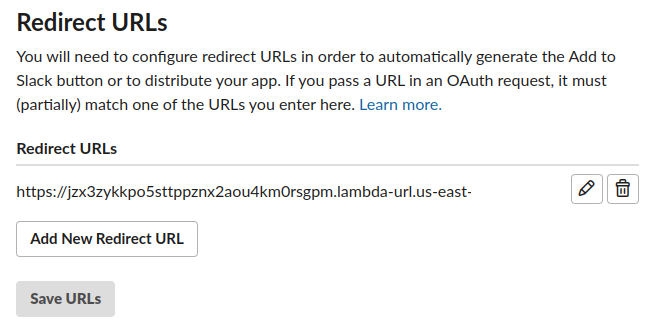 Redirect URLs
You will need to configure redirect URLs in order to automatically generate the Add to
Slack button or to distribute your app. If you pass a URL in an OAuth request, it must
(partially) match one of the URLs you enter here. Learn more.
Redirect URLs
https://jzx3zykkpo5sttppznx2aou4km0rsgpm.lambda-url.us-east-
Add New Redirect URL
Save URLs